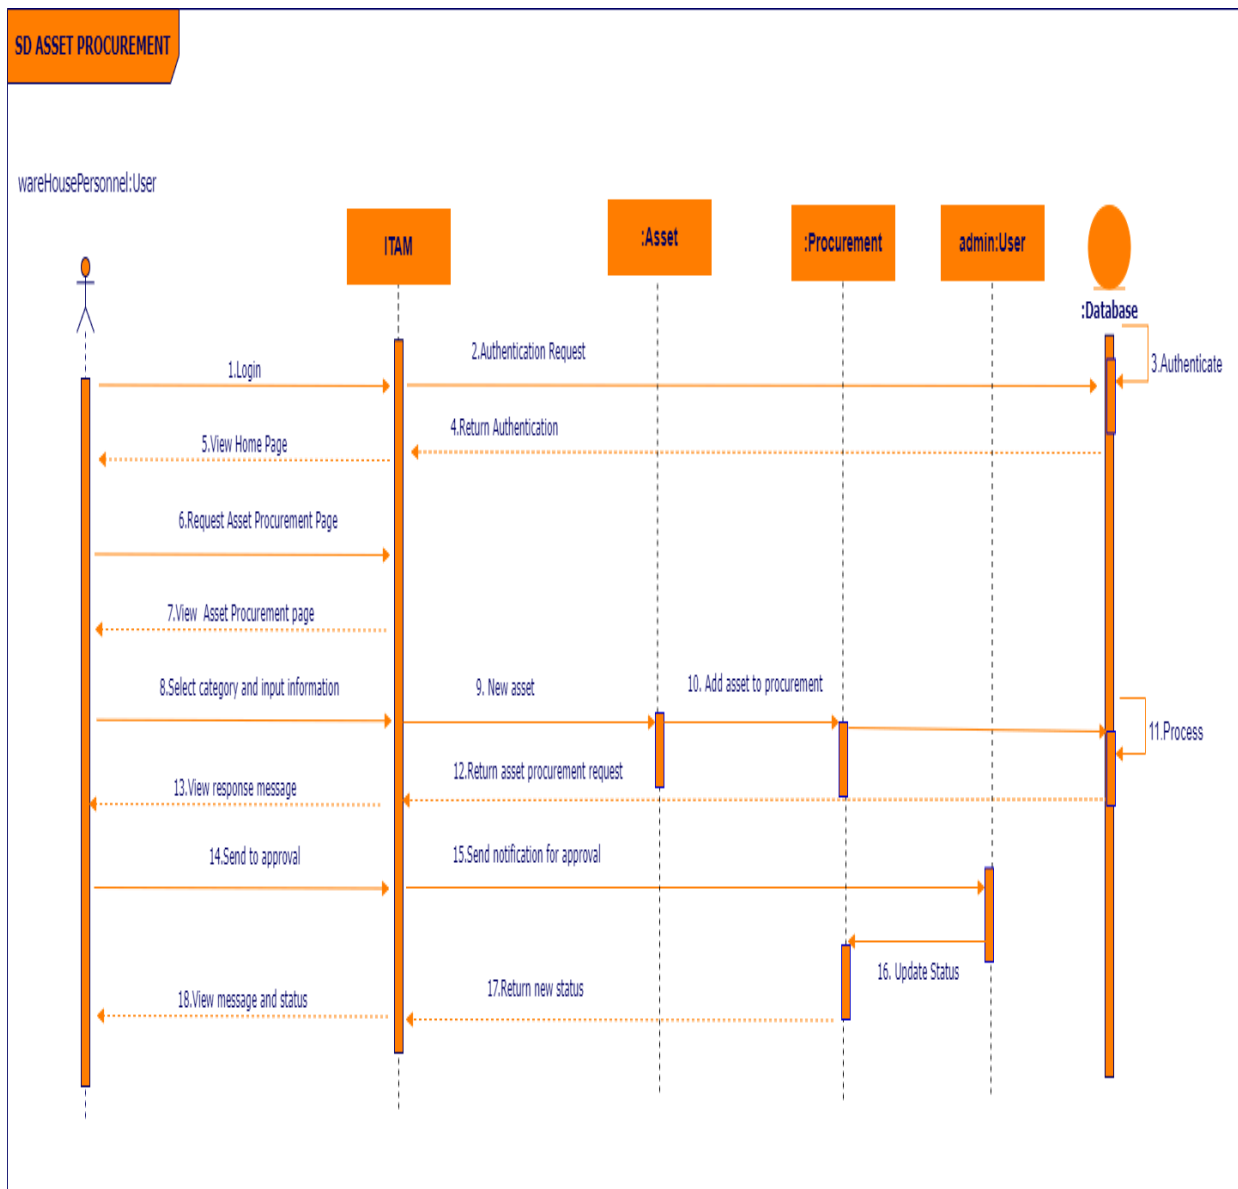 SD ASSET PROCUREMENT
wareHousePersonnel:User
ITAM
:Asset
:Procurement
admin:User
:Database
1.Login
2.Authentication Request
3.Authenticate
4.Return Authentication
5.View Home Page
6.Request Asset Procurement Page
7.View  Asset Procurement page
8.Select category and input information
9. New asset
10. Add asset to procurement
11.Process
12.Return asset procurement request
13.View response message
14.Send to approval
15.Send notification for approval
16. Update Status
17.Return new status
18.View message and status